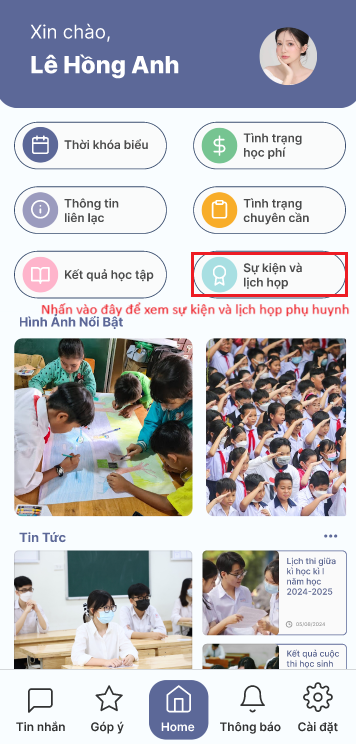 Xin chào,
Lê Hồng Anh
Thời khóa biểu
Tình trạng
học phí
Thông tin
liên lạc
Tình trạng
chuyên cần
Kết quả học tập
Sự kiện và
lịch họp
Nhấn vào đây để xem sự kiện và lịch họp phụ huynh
Hình Ảnh Nổi Bật
Tin Tức
Lịch thi giữa
kì học kì I
năm học
2024-2025
05/08/2024
Kết quả cuộc
thi học sinh
Tin nhắn
Góp ý
Home
Thông báo
Cài đặt